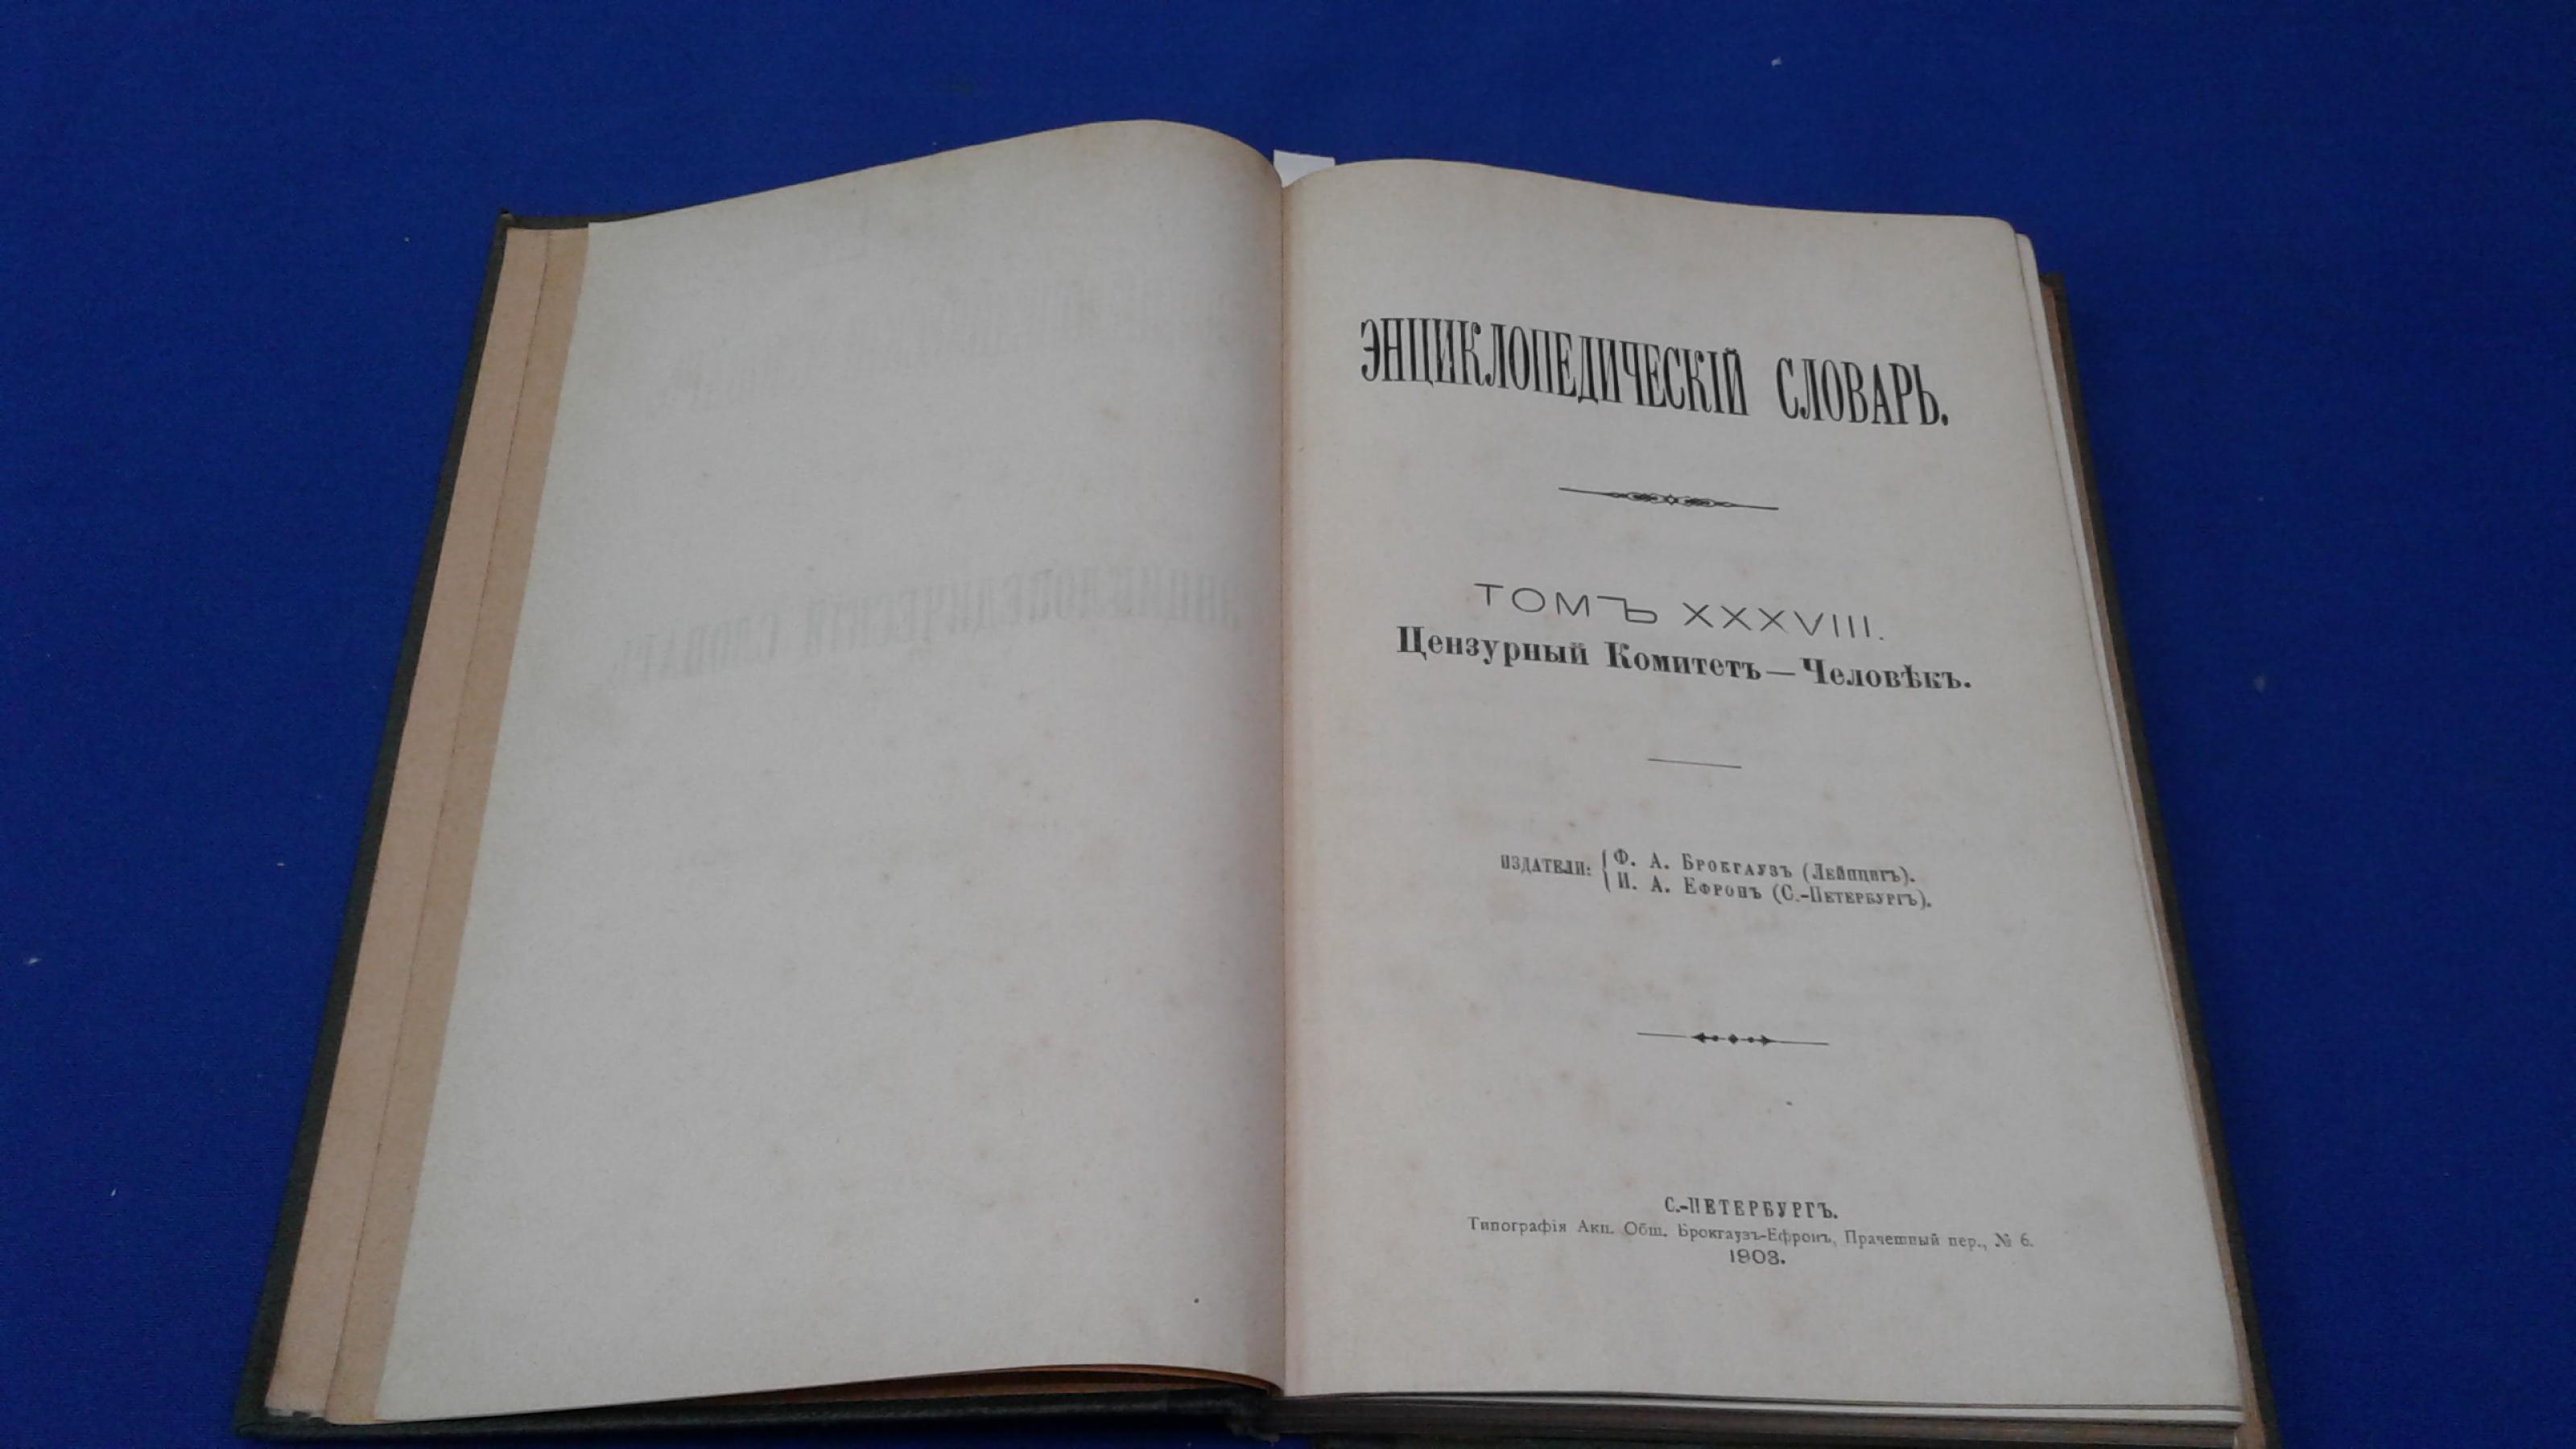 ЭНЦИКЛОПЕДИЧЕСКІЙ СЛОВАРЬ.
ТОМЪ XXXVIII.
Цензурный Комитетъ — Человѣкъ.
ИЗДАТЕЛИ: Ф. А. БРОКГАУЗЪ (ЛЕЙПЦИГЪ).
И. А. ЕФРОНЪ (С.-ПЕТЕРБУРГЪ).
С.-ПЕТЕРБУРГЪ.
Типографія Акц. Общ. Брокгаузъ-Ефронъ, Прачешный пер., № 6.
1903.